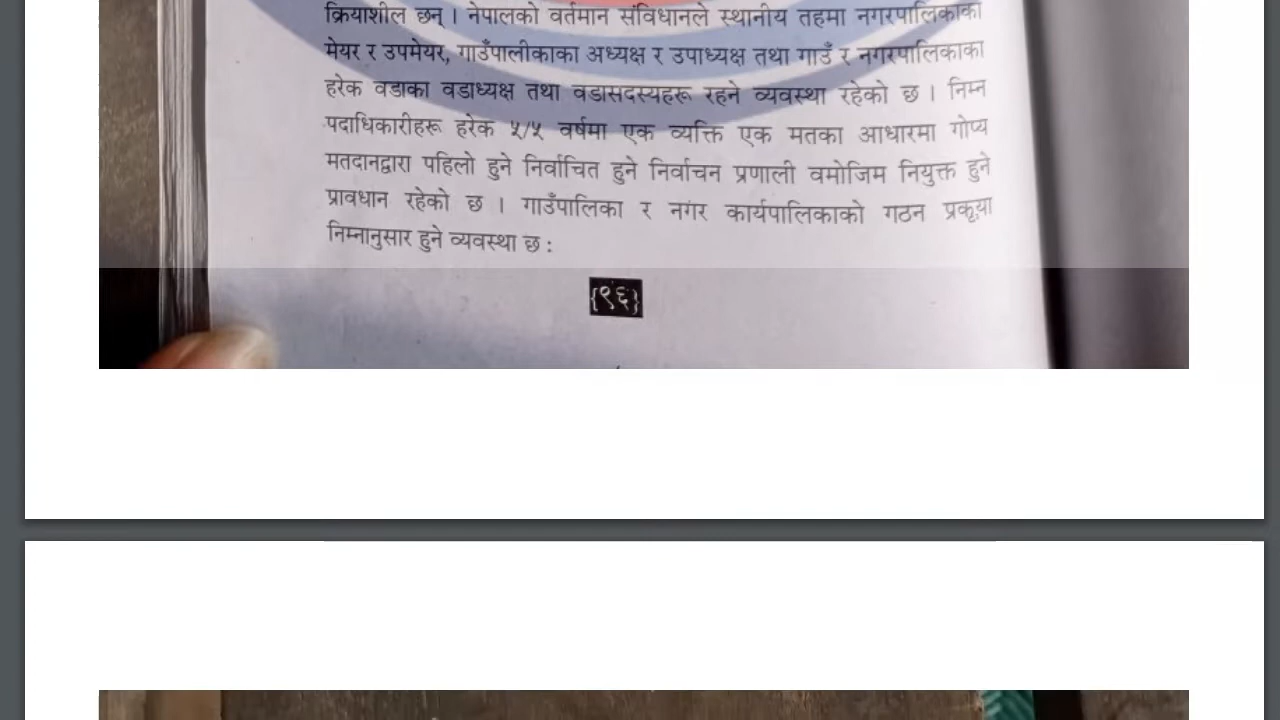 क्रियाशील छन् । नेपालको वर्तमान संविधानले स्थानीय तहमा नगरपालिकाका
मेयर र उपमेयर, गाउँपालीकाका अध्यक्ष र उपाध्यक्ष तथा गाउँ र नगरपालिकाका
हरेक वडाका वडाध्यक्ष तथा वडासदस्यहरू रहने व्यवस्था रहेको छ । निम्न
पदाधिकारीहरू हरेक ५/५ वर्षमा एक व्यक्ति एक मतका आधारमा गोप्य
मतदानद्वारा पहिलो हुने निर्वाचित हुने निर्वाचन प्रणाली वमोजिम नियुक्त हुने
प्रावधान रहेको छ । गाउँपालिका र नगर कार्यपालिकाको गठन प्रकृया
निम्नानुसार हुने व्यवस्था छ :
{९६}